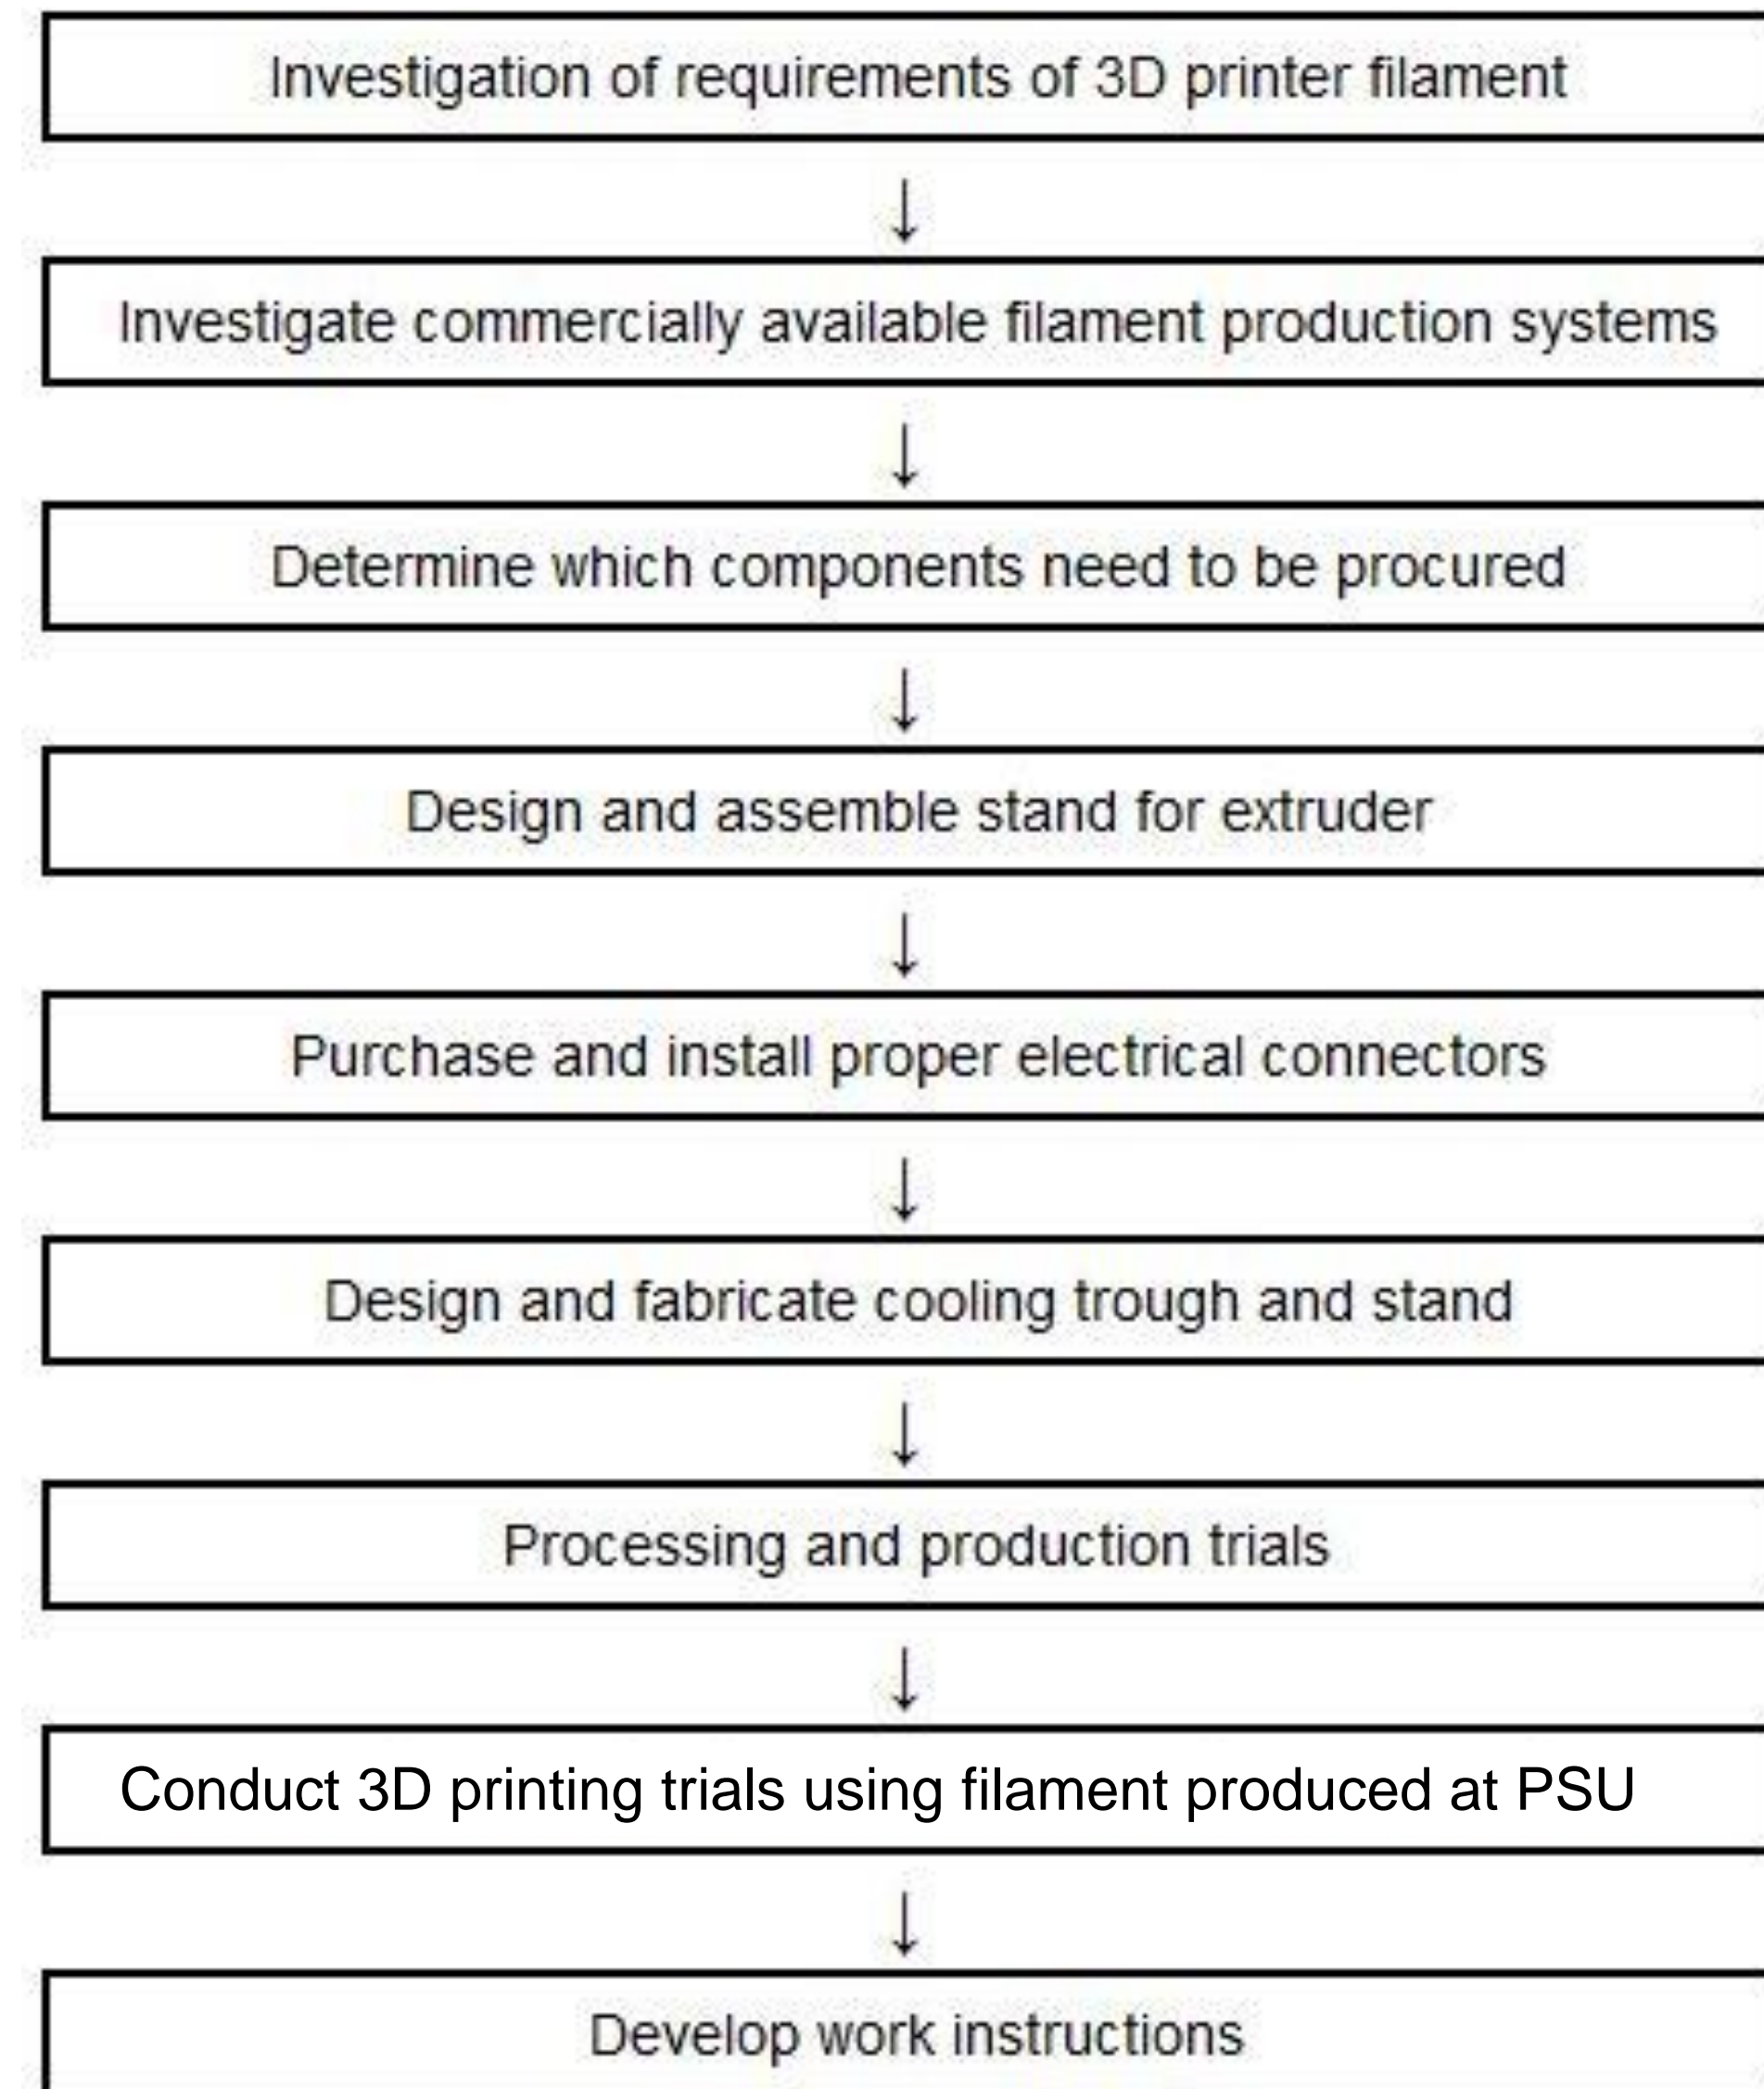 Investigation of requirements of 3D printer filament
Investigate commercially available filament production systems
Determine which components need to be procured
Design and assemble stand for extruder
Purchase and install proper electrical connectors
Design and fabricate cooling trough and stand
Processing and production trials
Conduct 3D printing trials using filament produced at PSU
Develop work instructions